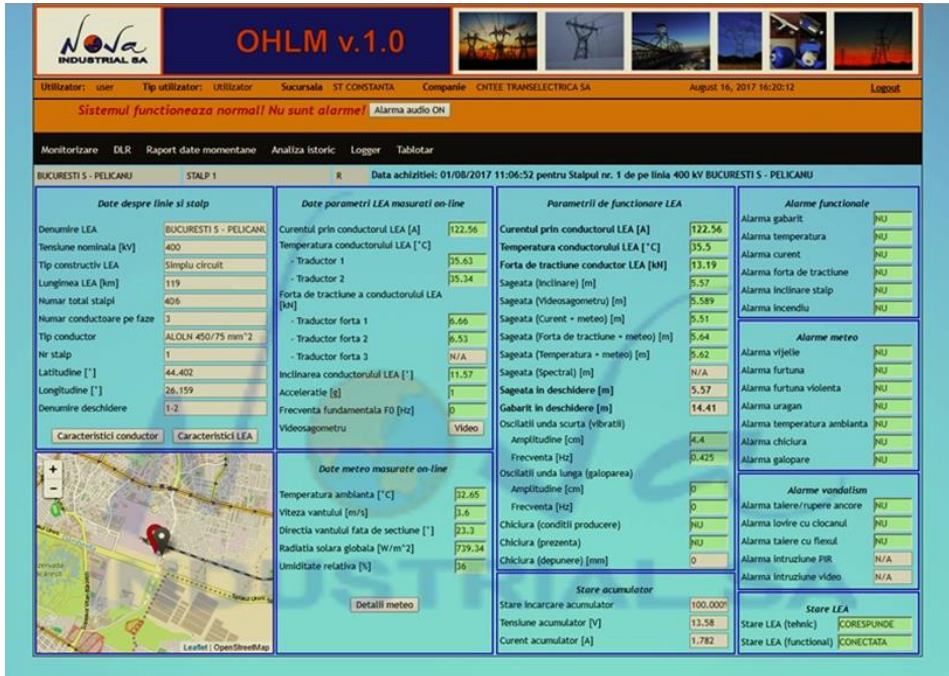 Nova
INDUSTRIAL SA
OHLM v.1.0
Utilizator: user Tip utilizator: Utilizator Sucursala ST CONSTANTA Companie CNTEE TRANSELECTRICA SA August 16, 2017 16:20:12 Logout
Sistemul functioneaza normal! Nu sunt alarme! Alarma audio ON
Monitorizare DLR Raport date momentane Analiza istoric Logger Tablotar
BUCURESTI S - PELICANU STALP 1 R Data achizitiei: 01/08/2017 11:06:52 pentru Stalpul nr. 1 de pe linia 400 kV BUCURESTI S - PELICANU
Date despre linie si stalp
Denumire LEA BUCURESTI S - PELICANU
Tensiune nominala [kV] 400
Tip constructiv LEA Simplu circuit
Lungimea LEA [km] 119
Numar total stalpi 406
Numar conductoare pe faze 3
Tip conductor ALOLN 450/75 mm^2
Nr stalp 1
Latitudine [°] 44.402
Longitudine [°] 26.159
Denumire deschidere 1-2
Caracteristici conductor Caracteristici LEA
+
-
Leaflet | OpenStreetMap
Date parametri LEA masurati on-line
Curentul prin conductorul LEA [A] 122.56
Temperatura conductorului LEA [°C]
- Traductor 1 35.63
- Traductor 2 35.34
Forta de tractiune a conductorului LEA
[kN]
- Traductor forta 1 6.66
- Traductor forta 2 6.53
- Traductor forta 3 N/A
Inclinarea conductorului LEA [°] 11.57
Acceleratie [g] 1
Frecventa fundamentala F0 [Hz] 0
Videosagometru Video
Date meteo masurate on-line
Temperatura ambianta [°C] 32.65
Viteza vantului [m/s] 3.6
Directia vantului fata de sectiune [°] 23.3
Radiatia solara globala [W/m^2] 739.34
Umiditate relativa [%] 36
Detalii meteo
Parametrii de functionare LEA
Curentul prin conductorul LEA [A] 122.56
Temperatura conductorului LEA [°C] 35.5
Forta de tractiune conductor LEA [kN] 13.19
Sageata (Inclinare) [m] 5.57
Sageata (Videosagometru) [m] 5.589
Sageata (Curent + meteo) [m] 5.51
Sageata (Forta de tractiune + meteo) [m] 5.64
Sageata (Temperatura + meteo) [m] 5.62
Sageata (Spectral) [m] N/A
Sageata in deschidere [m] 5.57
Gabarit in deschidere [m] 14.41
Oscilatii unda scurta (vibratii)
Amplitudine [cm] 4.4
Frecventa [Hz] 0.425
Oscilatii unda lunga (galoparea)
Amplitudine [cm] 0
Frecventa [Hz] 0
Chiciura (conditii producere) NU
Chiciura (prezenta) NU
Chiciura (depunere) [mm] 0
Stare acumulator
Stare incarcare acumulator 100.000
Tensiune acumulator [V] 13.58
Curent acumulator [A] 1.782
Alarme functionale
Alarma gabarit NU
Alarma temperatura NU
Alarma curent NU
Alarma forta de tractiune NU
Alarma inclinare stalp NU
Alarma incendiu NU
Alarme meteo
Alarma vijelie NU
Alarma furtuna NU
Alarma furtuna violenta NU
Alarma uragan NU
Alarma temperatura ambianta NU
Alarma chiciura NU
Alarma galopare NU
Alarme vandalism
Alarma taiere/rupere ancore NU
Alarma lovire cu ciocanul NU
Alarma taiere cu flexul NU
Alarma intruziune PIR N/A
Alarma intruziune video N/A
Stare LEA
Stare LEA (tehnic) CORESPUNDE
Stare LEA (functional) CONECTATA
INDUSTRIAL SA